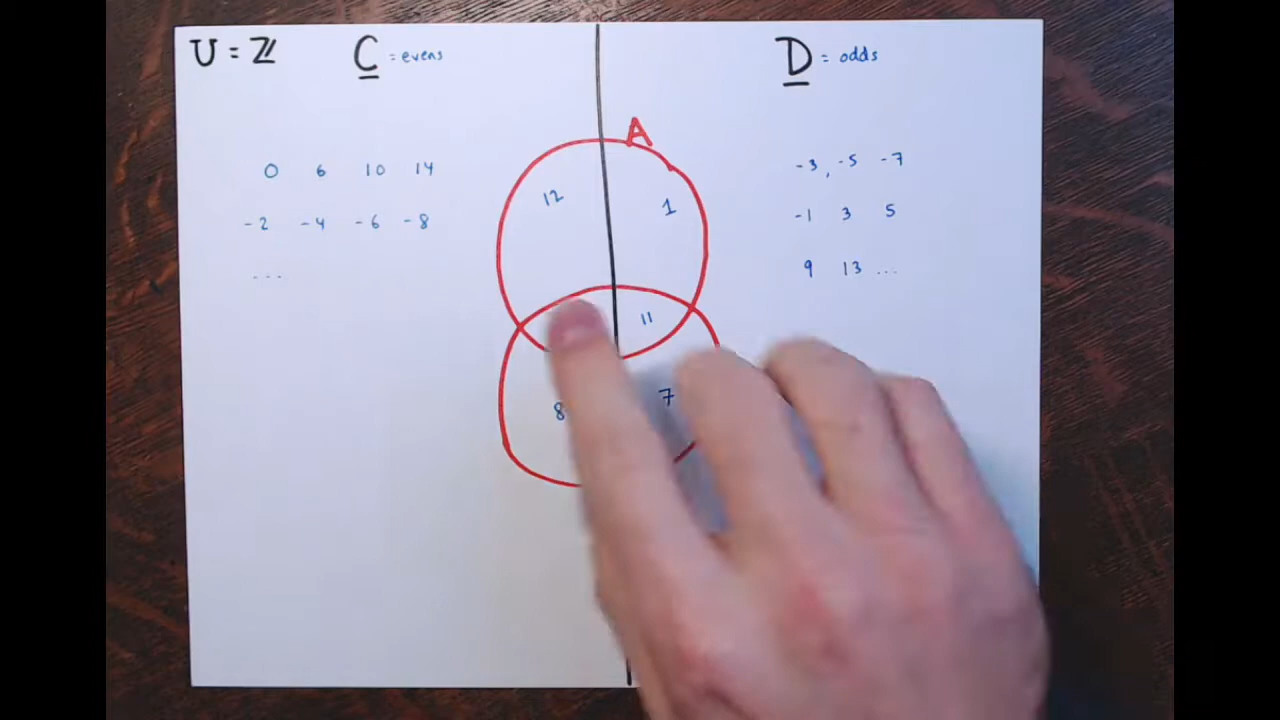 U = ℤ C = evens D = odds
A
0 6 10 14
-2 -4 -6 -8
...
12 1
11
8 7
-3, -5 -7
-1 3 5
9 13 ...